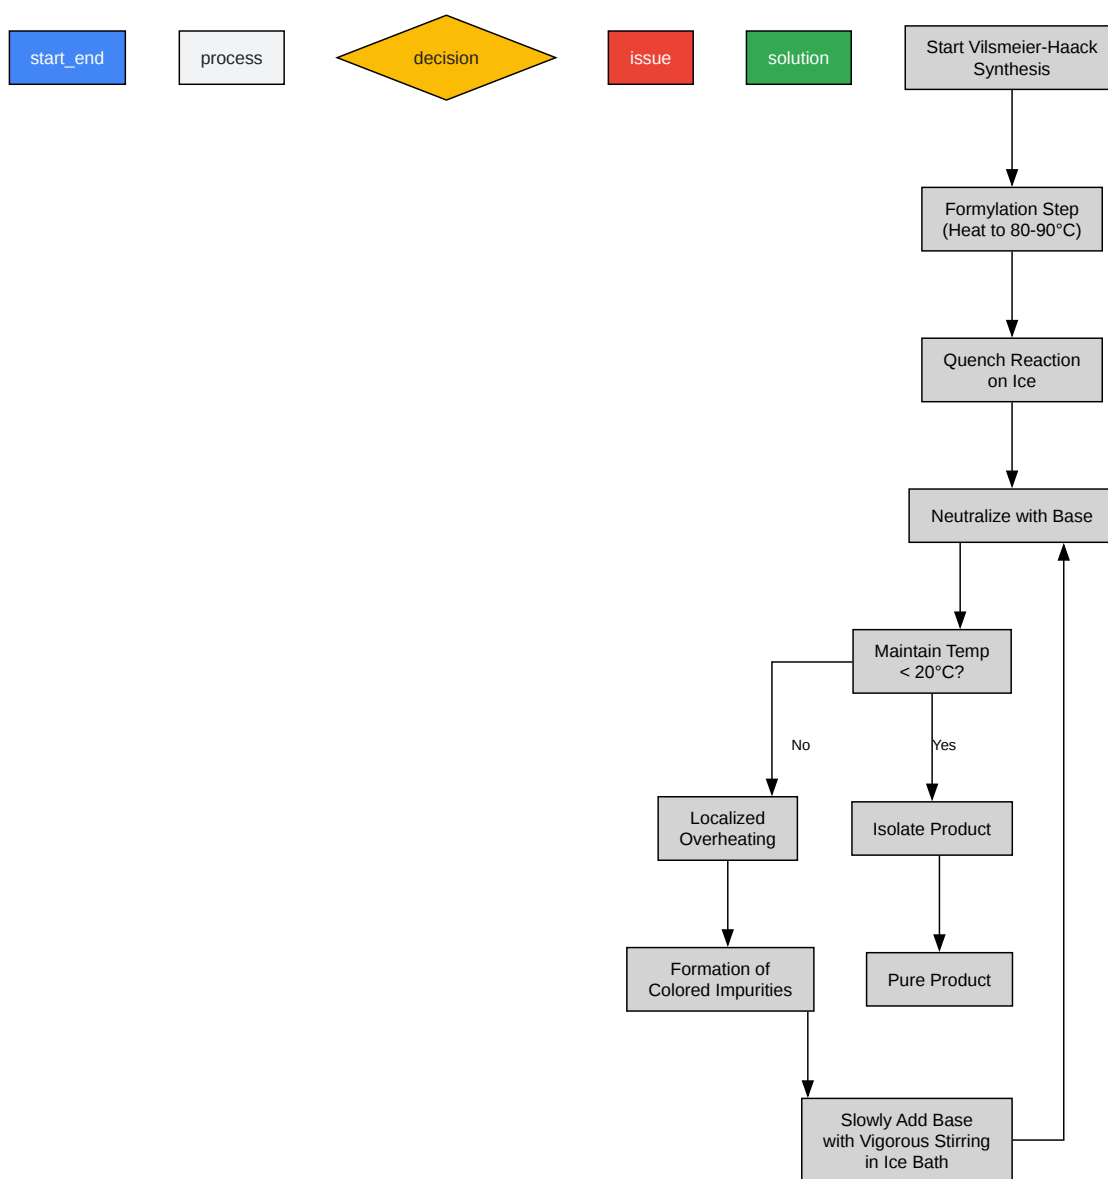 start_end
process
decision
issue
solution
Start Vilsmeier-Haack
Synthesis
Formylation Step
(Heat to 80-90°C)
Quench Reaction
on Ice
Neutralize with Base
Maintain Temp
< 20°C?
No
Yes
Localized
Overheating
Isolate Product
Formation of
Colored Impurities
Pure Product
Slowly Add Base
with Vigorous Stirring
in Ice Bath